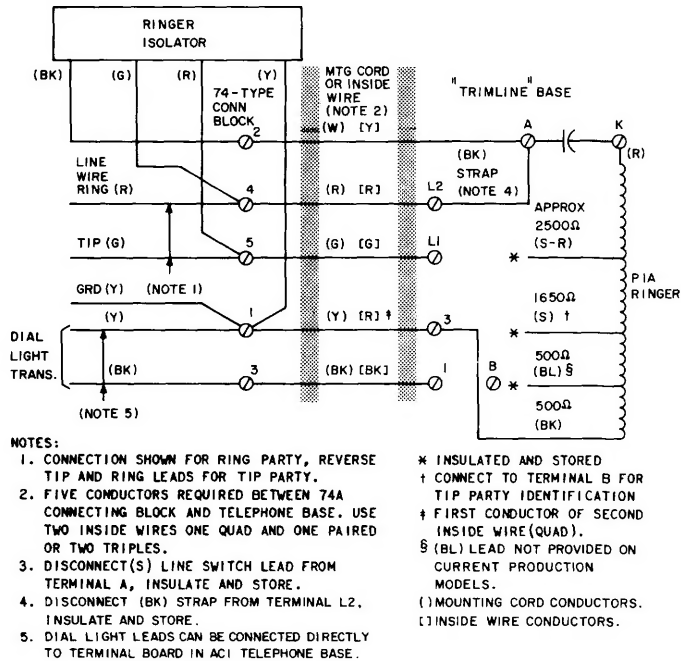 RINGER
ISOLATOR
(BK) (G) (R) (Y)
74-TYPE
CONN
BLOCK
MTG CORD
OR INSIDE
WIRE
(NOTE 2)
"TRIMLINE" BASE
2 (W) [Y] A K
(R)
(BK)
STRAP
(NOTE 4)
LINE
WIRE
RING (R)
4 (R) [R] L2
APPROX
2500Ω
(S-R)
TIP (G) (NOTE 1)
5 (G) [G] L1 *
PIA
RINGER
GRD (Y)
(Y)
1 (Y) [R] ‡ 3
1650Ω
(S) †
*
DIAL
LIGHT
TRANS.
(BK)
3 (BK) [BK] 1 B *
500Ω
(BL) §
500Ω
(BK)
(NOTE 5)
NOTES:
1. CONNECTION SHOWN FOR RING PARTY, REVERSE
TIP AND RING LEADS FOR TIP PARTY.
2. FIVE CONDUCTORS REQUIRED BETWEEN 74A
CONNECTING BLOCK AND TELEPHONE BASE. USE
TWO INSIDE WIRES ONE QUAD AND ONE PAIRED
OR TWO TRIPLES.
3. DISCONNECT(S) LINE SWITCH LEAD FROM
TERMINAL A, INSULATE AND STORE.
4. DISCONNECT (BK) STRAP FROM TERMINAL L2,
INSULATE AND STORE.
5. DIAL LIGHT LEADS CAN BE CONNECTED DIRECTLY
TO TERMINAL BOARD IN AC1 TELEPHONE BASE.
* INSULATED AND STORED
† CONNECT TO TERMINAL B FOR
TIP PARTY IDENTIFICATION
‡ FIRST CONDUCTOR OF SECOND
INSIDE WIRE(QUAD).
§ (BL) LEAD NOT PROVIDED ON
CURRENT PRODUCTION
MODELS.
() MOUNTING CORD CONDUCTORS.
[] INSIDE WIRE CONDUCTORS.